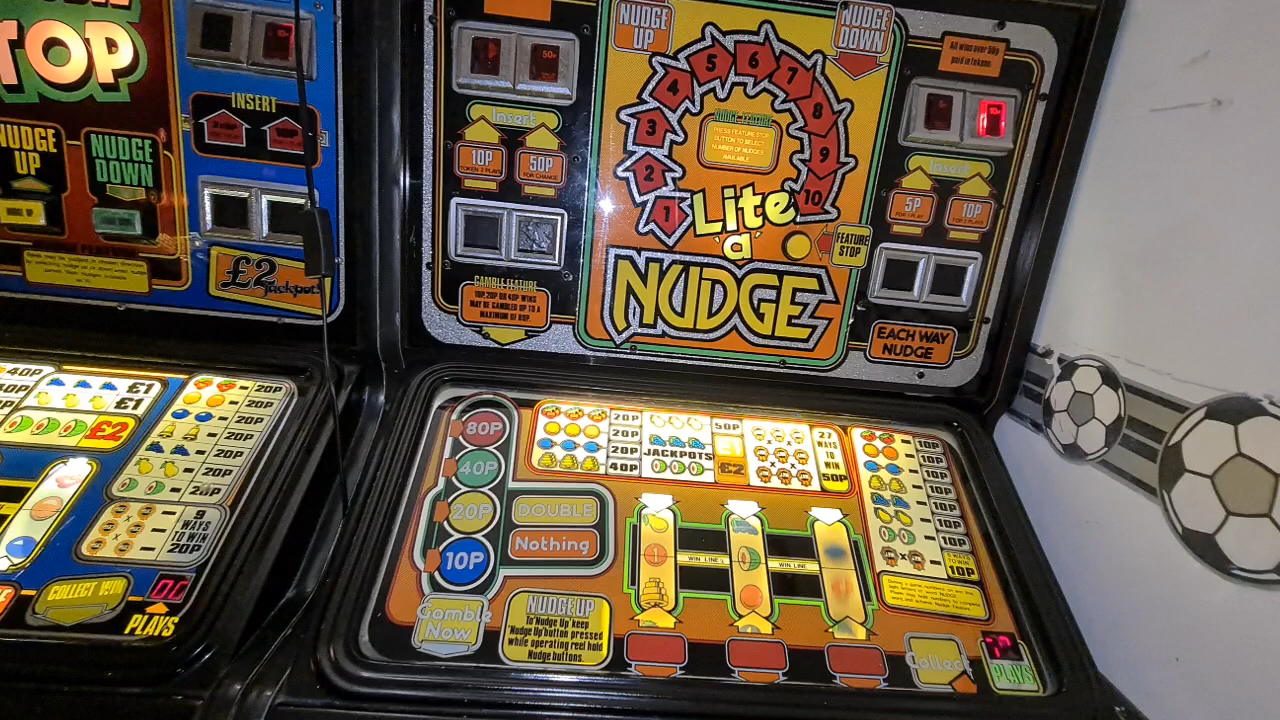 TOP
INSERT
10P
NUDGE
UP
NUDGE
DOWN
£2
jackpots
40P
40P
£1
£1
£2
20P
20P
20P
20P
20P
20P
20P
9
WAYS
TO WIN
20P
COLLECT WIN
PLAYS
NUDGE
UP
NUDGE
DOWN
50P
Insert
10P
TOKEN 2 PLAYS
50P
FOR CHANGE
GAMBLE FEATURE
10P, 20P OR 40P WINS
MAY BE GAMBLED UP TO A
MAXIMUM OF 80P.
1
2
3
4
5
6
7
8
9
10
NUDGE FEATURE
PRESS FEATURE STOP
BUTTON TO SELECT
NUMBER OF NUDGES
AVAILABLE
Lite
'a'
NUDGE
FEATURE
STOP
All wins over 50p
paid in tokens.
Insert
5P
FOR 1 PLAY
10P
FOR 2 PLAYS
EACH WAY
NUDGE
80P
40P
20P
10P
DOUBLE
Nothing
Gamble
Now
NUDGE UP
To 'Nudge Up' keep
'Nudge Up' button pressed
while operating reel hold
Nudge buttons.
20P
20P
20P
40P
JACKPOTS
50P
£1
£2
27
WAYS
TO
WIN
50P
WIN LINE
WIN LINE
10P
10P
10P
10P
10P
10P
10P
10P
Collect
PLAYS